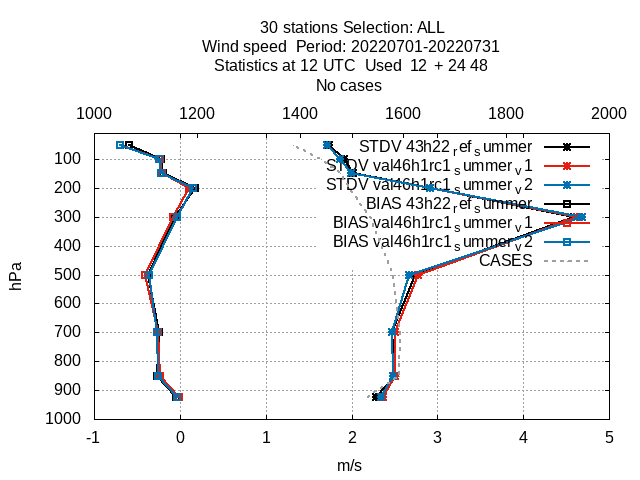 30 stations Selection: ALL
Wind speed  Period: 20220701-20220731
Statistics at 12 UTC  Used  12  + 24 48
No cases
1000 1200 1400 1600 1800 2000
STDV 43h22_ref_summer
STDV val46h1rc1_summer_v1
STDV val46h1rc1_summer_v2
BIAS 43h22_ref_summer
BIAS val46h1rc1_summer_v1
BIAS val46h1rc1_summer_v2
CASES
100
200
300
400
500
600
700
800
900
1000
hPa
-1 0 1 2 3 4 5
m/s